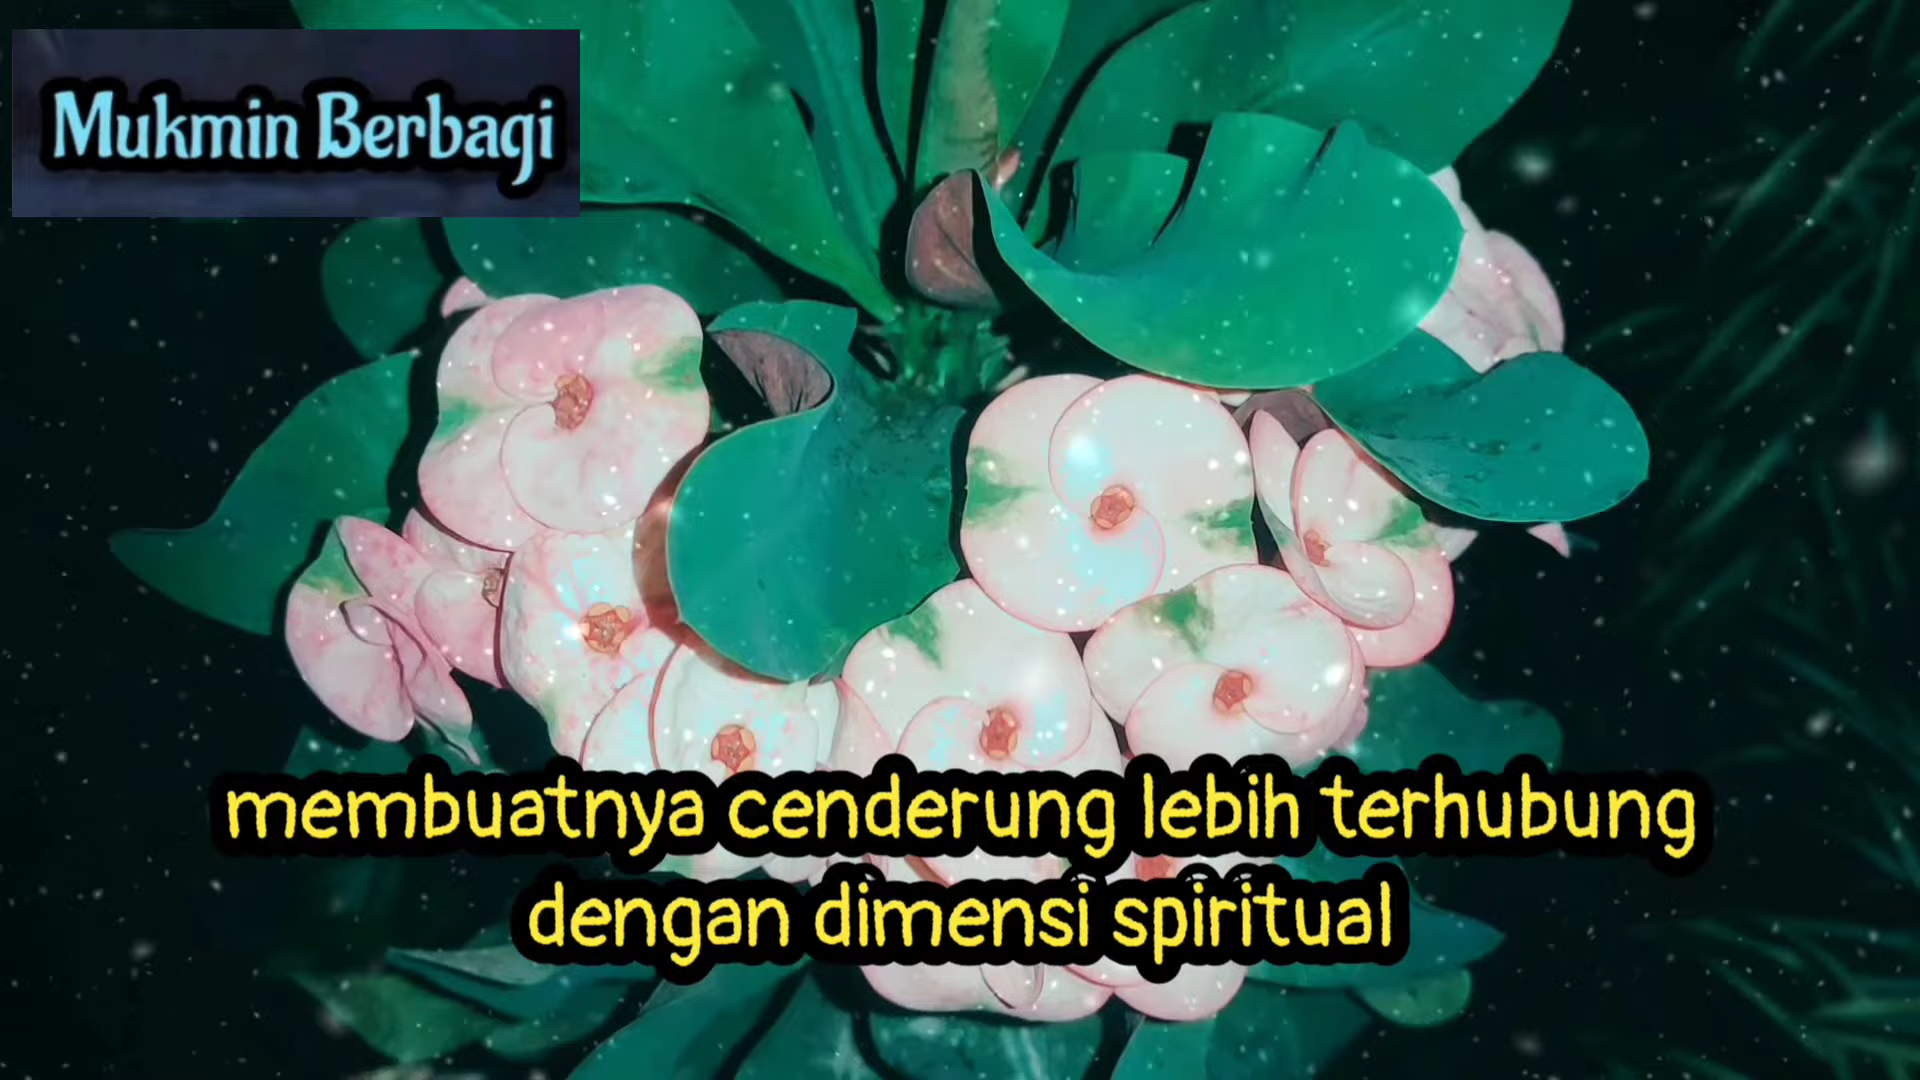 Mukmin Berbagi
membuatnya cenderung lebih terhubung
dengan dimensi spiritual